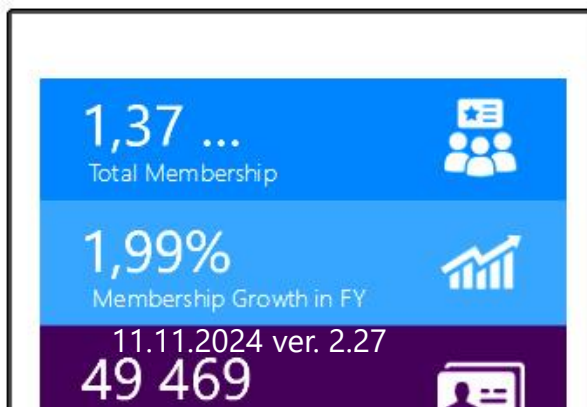 1,37 ...
Total Membership
1,99%
Membership Growth in FY
11.11.2024 ver. 2.27
49 469